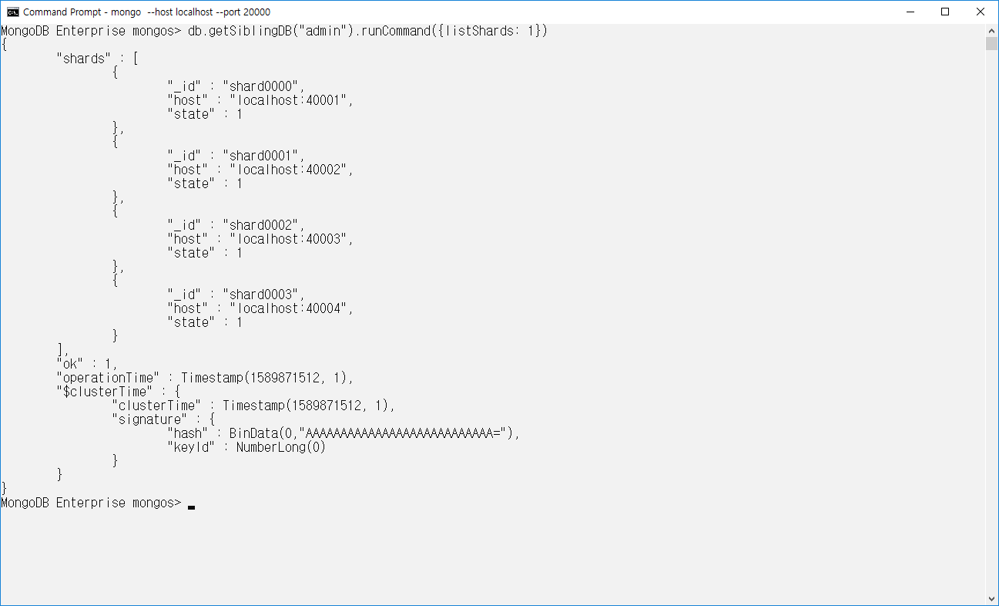 Command Prompt - mongo  --host localhost --port 20000
MongoDB Enterprise mongos> db.getSiblingDB("admin").runCommand({listShards: 1})
{
        "shards" : [
                {
                        "_id" : "shard0000",
                        "host" : "localhost:40001",
                        "state" : 1
                },
                {
                        "_id" : "shard0001",
                        "host" : "localhost:40002",
                        "state" : 1
                },
                {
                        "_id" : "shard0002",
                        "host" : "localhost:40003",
                        "state" : 1
                },
                {
                        "_id" : "shard0003",
                        "host" : "localhost:40004",
                        "state" : 1
                }
        ],
        "ok" : 1,
        "operationTime" : Timestamp(1589871512, 1),
        "$clusterTime" : {
                "clusterTime" : Timestamp(1589871512, 1),
                "signature" : {
                        "hash" : BinData(0,"AAAAAAAAAAAAAAAAAAAAAAAAAAA="),
                        "keyId" : NumberLong(0)
                }
        }
}
MongoDB Enterprise mongos>